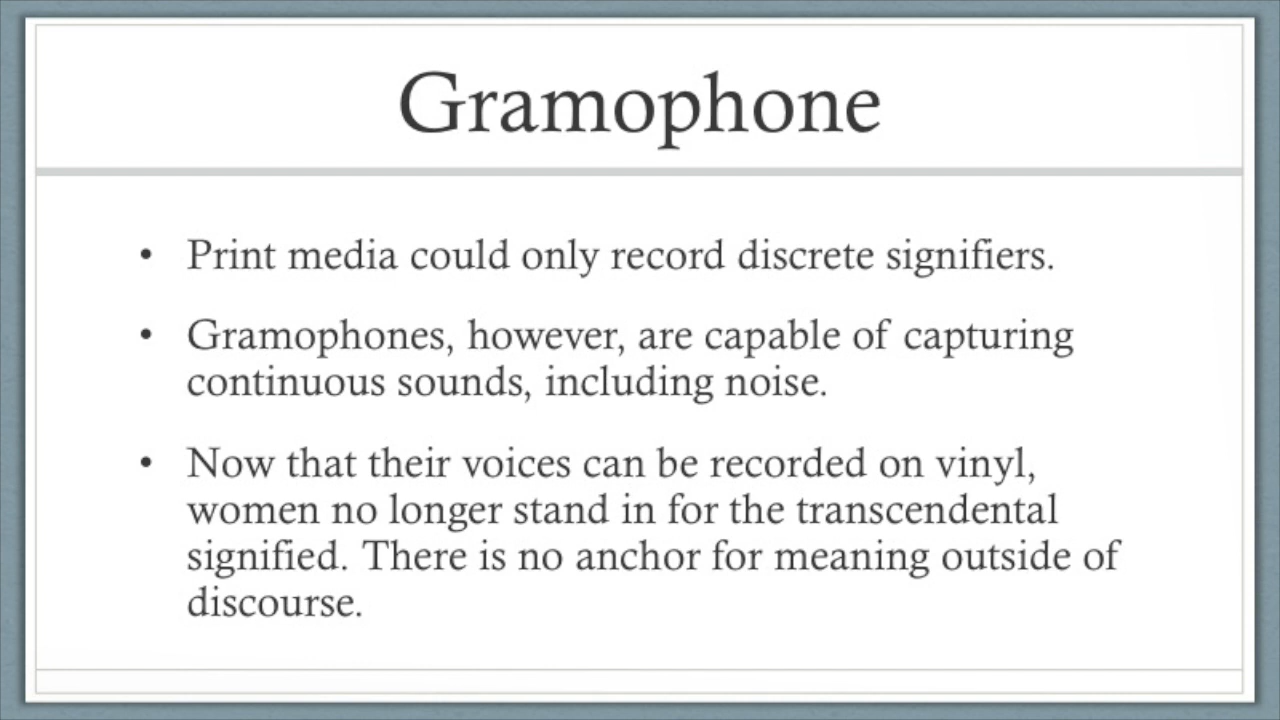 Gramophone
• Print media could only record discrete signifiers.
• Gramophones, however, are capable of capturing
continuous sounds, including noise.
• Now that their voices can be recorded on vinyl,
women no longer stand in for the transcendental
signified. There is no anchor for meaning outside of
discourse.